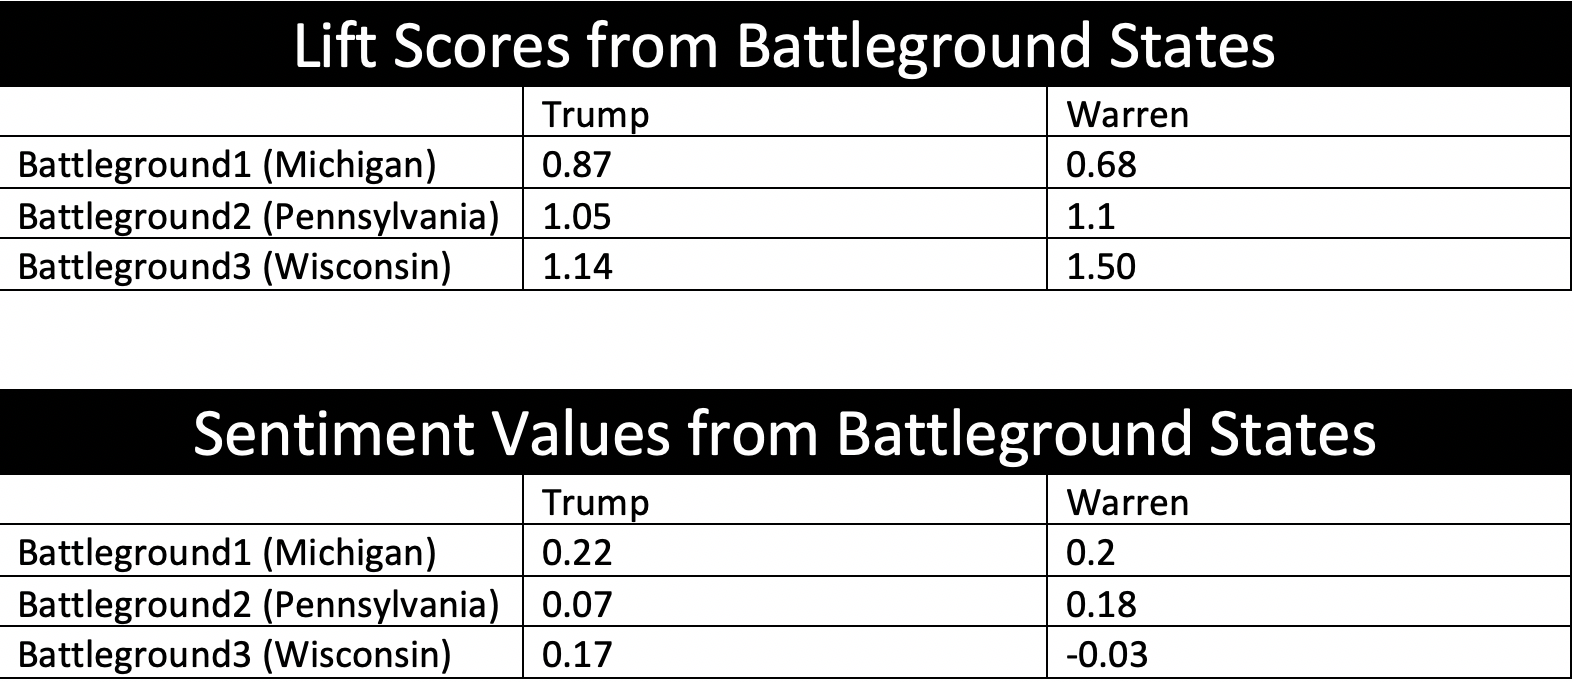 Lift Scores from Battleground States
Trump Warren
Battleground1 (Michigan) 0.87 0.68
Battleground2 (Pennsylvania) 1.05 1.1
Battleground3 (Wisconsin) 1.14 1.50
Sentiment Values from Battleground States
Trump Warren
Battleground1 (Michigan) 0.22 0.2
Battleground2 (Pennsylvania) 0.07 0.18
Battleground3 (Wisconsin) 0.17 -0.03